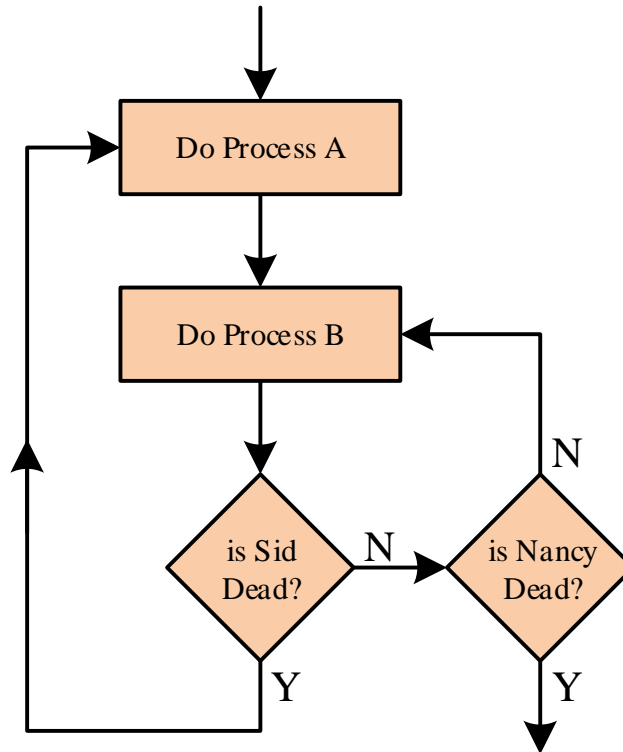 Do Process A
Do Process B
N
is Sid
Dead?
N
is Nancy
Dead?
Y
Y